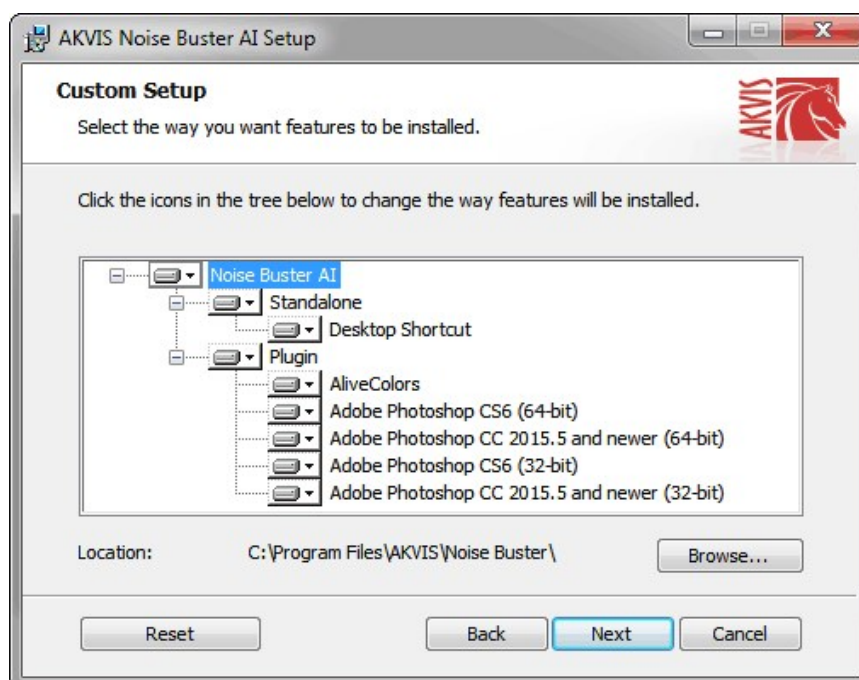 AKVIS Noise Buster AI Setup
Custom Setup
Select the way you want features to be installed.
AKVIS
Click the icons in the tree below to change the way features will be installed.
Noise Buster AI
Standalone
Desktop Shortcut
Plugin
AliveColors
Adobe Photoshop CS6 (64-bit)
Adobe Photoshop CC 2015.5 and newer (64-bit)
Adobe Photoshop CS6 (32-bit)
Adobe Photoshop CC 2015.5 and newer (32-bit)
Location: C:\Program Files\AKVIS\Noise Buster\ Browse...
Reset Back Next Cancel